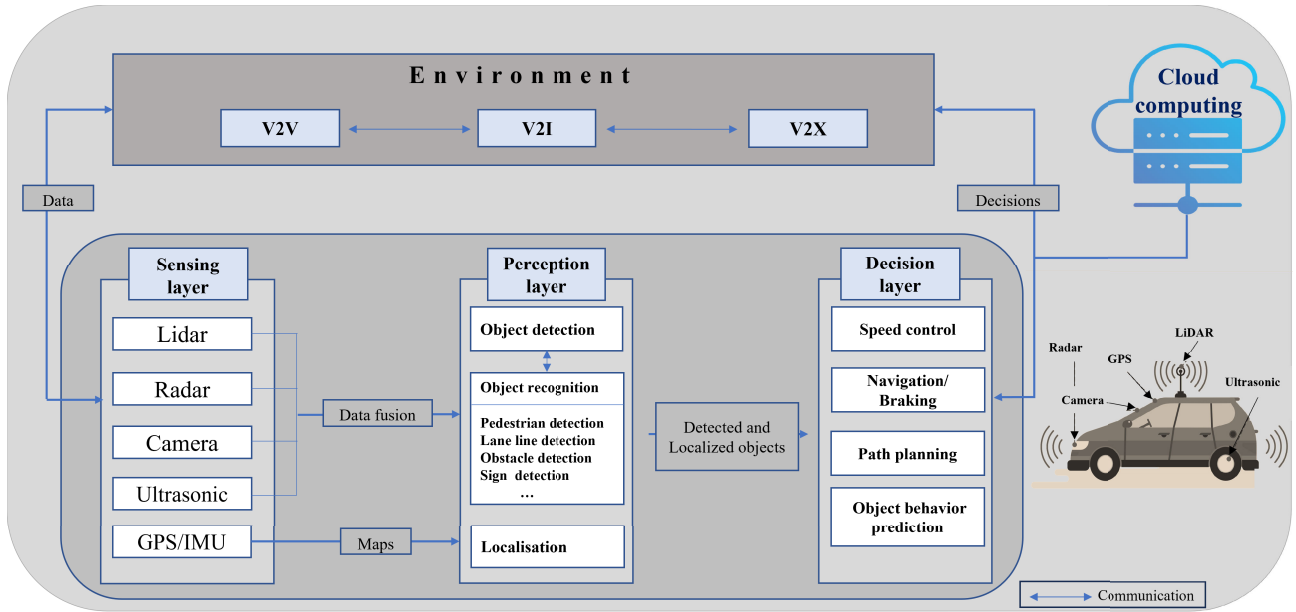 Environment
V2V
V2I
V2X
Cloud
computing
Data
Decisions
Sensing
layer
Lidar
Radar
Camera
Ultrasonic
GPS/IMU
Data fusion
Maps
Perception
layer
Object detection
Object recognition
Pedestrian detection
Lane line detection
Obstacle detection
Sign detection
...
Localisation
Detected and
Localized objects
Decision
layer
Speed control
Navigation/
Braking
Path planning
Object behavior
prediction
LiDAR
Radar
GPS
Ultrasonic
Camera
Communication